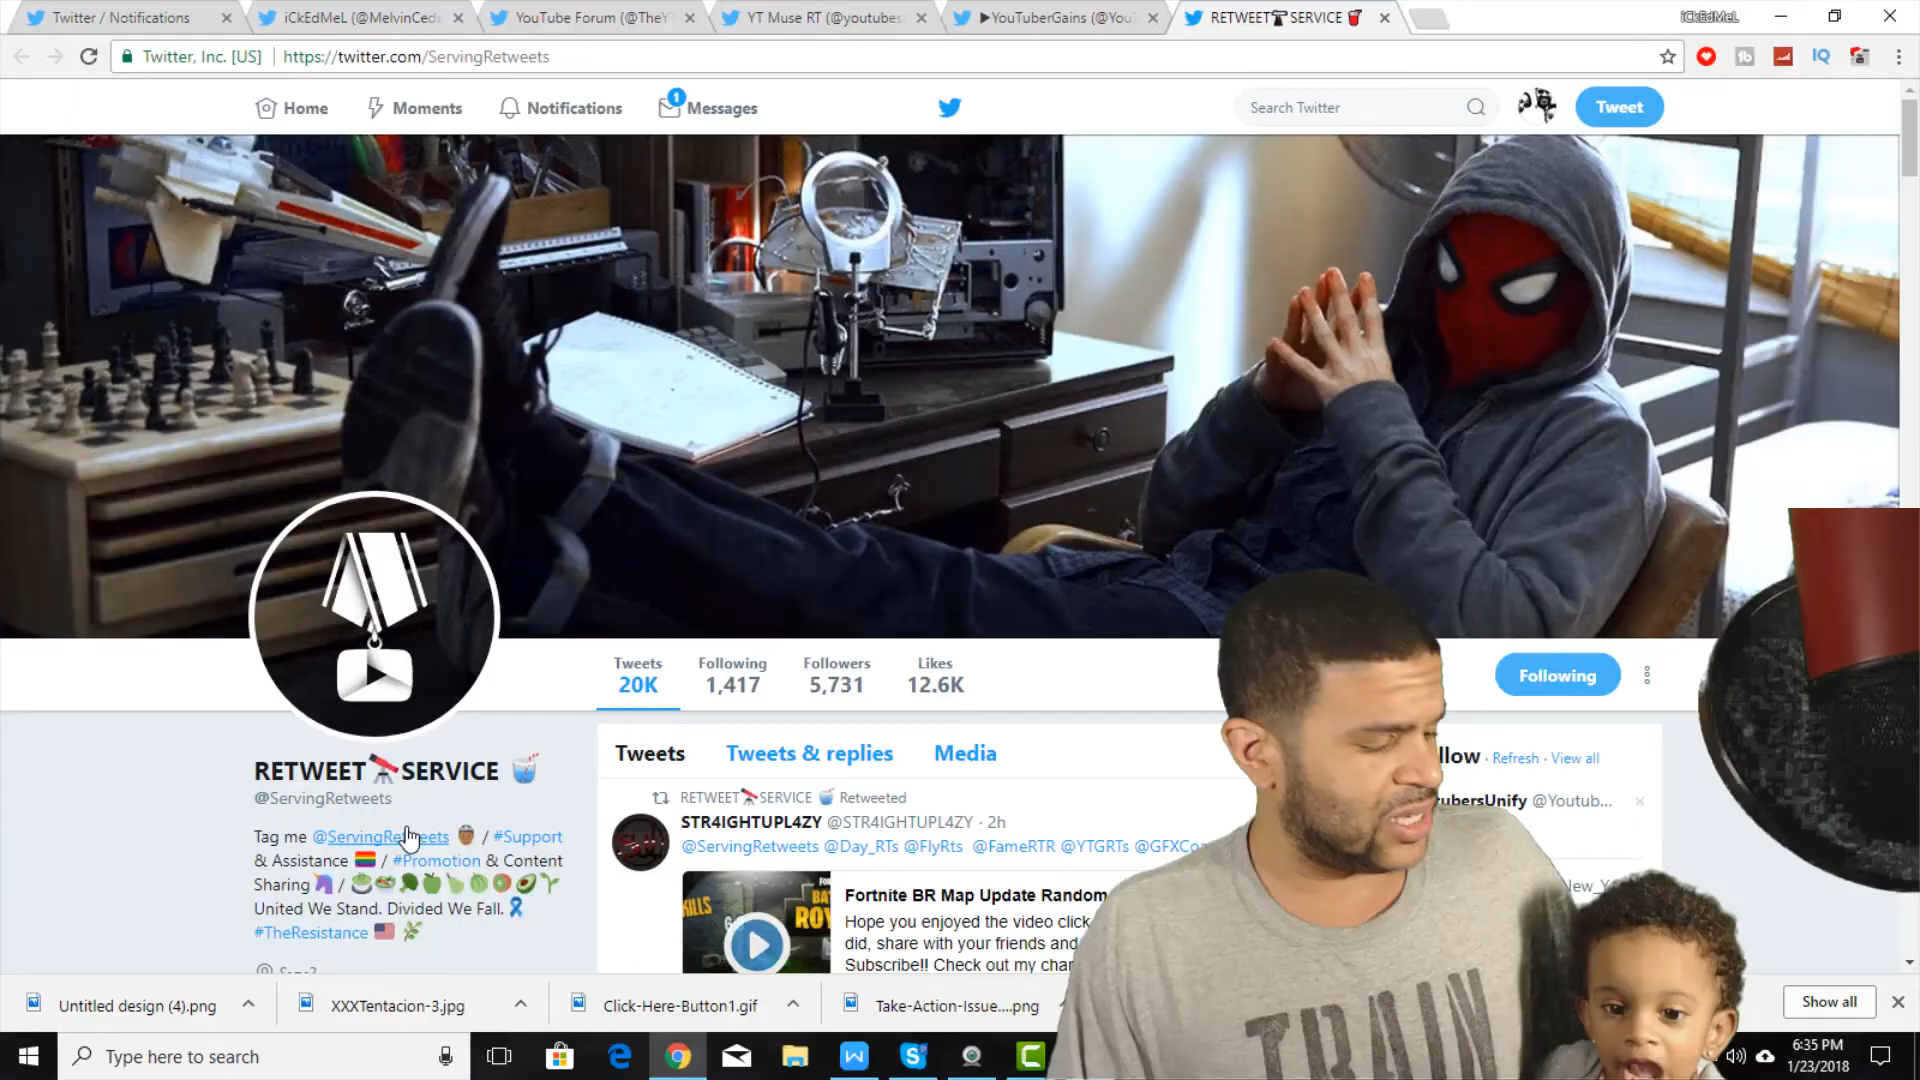 Twitter / Notifications
iCkEdMeL (@MelvinCede
YouTube Forum (@TheY
YT Muse RT (@youtubes
▶YouTuberGains (@You
RETWEET SERVICE
iCkEdMeL
Twitter, Inc. [US]
https://twitter.com/ServingRetweets
Home
Moments
Notifications
1
Messages
Search Twitter
Tweet
Tweets
20K
Following
1,417
Followers
5,731
Likes
12.6K
Following
RETWEET SERVICE
@ServingRetweets
Tag me @ServingRetweets / #Support
& Assistance / #Promotion & Content
Sharing /
United We Stand. Divided We Fall.
#TheResistance
Tweets
Tweets & replies
Media
RETWEET SERVICE Retweeted
STR4IGHTUPL4ZY @STR4IGHTUPL4ZY · 2h
@ServingRetweets @Day_RTs @FlyRts @FameRTR @YTGRTs @GFXCoa
KILLS
Fortnite BR Map Update Random
Hope you enjoyed the video click
did, share with your friends and
Subscribe!! Check out my chan
llow · Refresh · View all
tubersUnify @Youtub...
TRAIN
Untitled design (4).png
XXXTentacion-3.jpg
Click-Here-Button1.gif
Take-Action-Issue....png
Show all
Type here to search
6:35 PM
1/23/2018